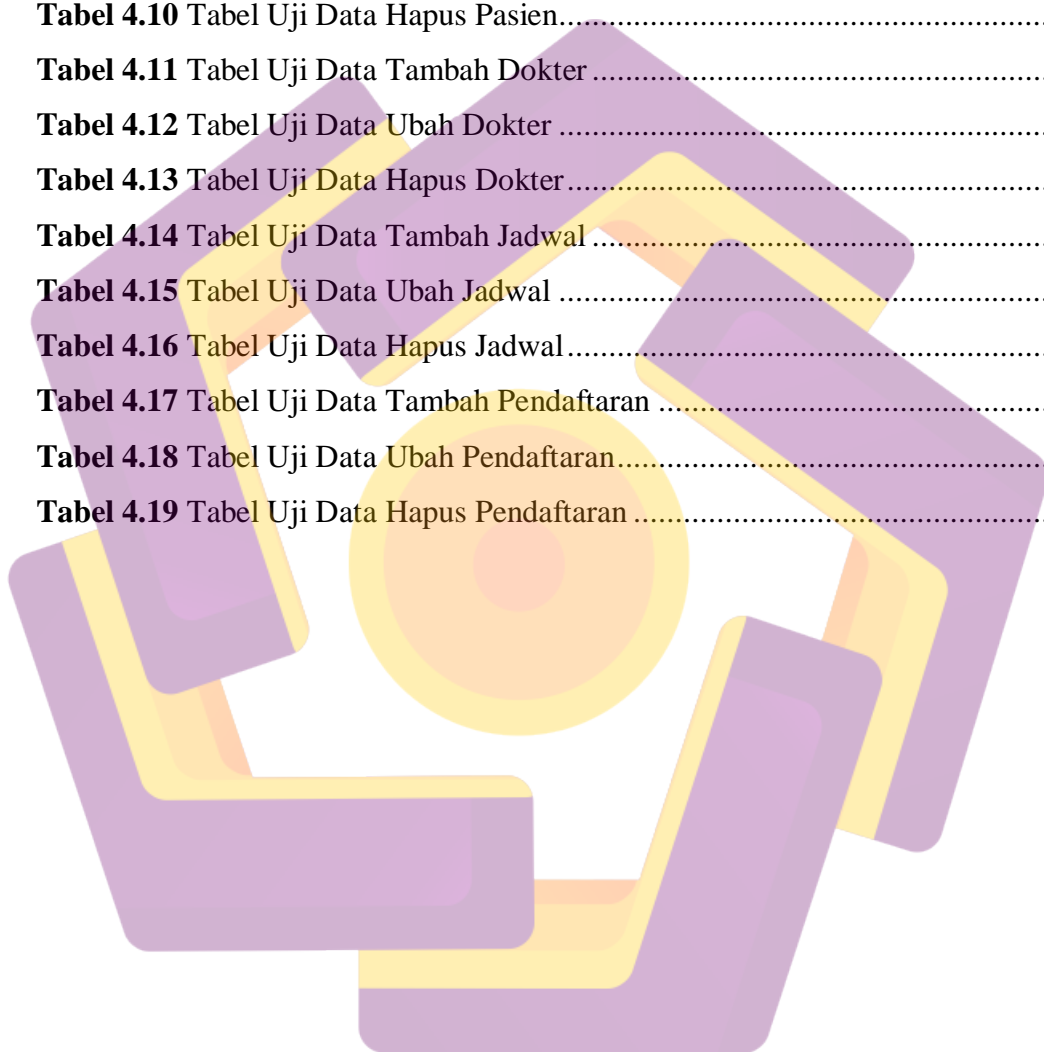 Tabel 4.10 Tabel Uji Data Hapus Pasien..........................................................
Tabel 4.11 Tabel Uji Data Tambah Dokter.......................................................
Tabel 4.12 Tabel Uji Data Ubah Dokter...........................................................
Tabel 4.13 Tabel Uji Data Hapus Dokter..........................................................
Tabel 4.14 Tabel Uji Data Tambah Jadwal.......................................................
Tabel 4.15 Tabel Uji Data Ubah Jadwal...........................................................
Tabel 4.16 Tabel Uji Data Hapus Jadwal..........................................................
Tabel 4.17 Tabel Uji Data Tambah Pendaftaran...............................................
Tabel 4.18 Tabel Uji Data Ubah Pendaftaran....................................................
Tabel 4.19 Tabel Uji Data Hapus Pendaftaran..................................................